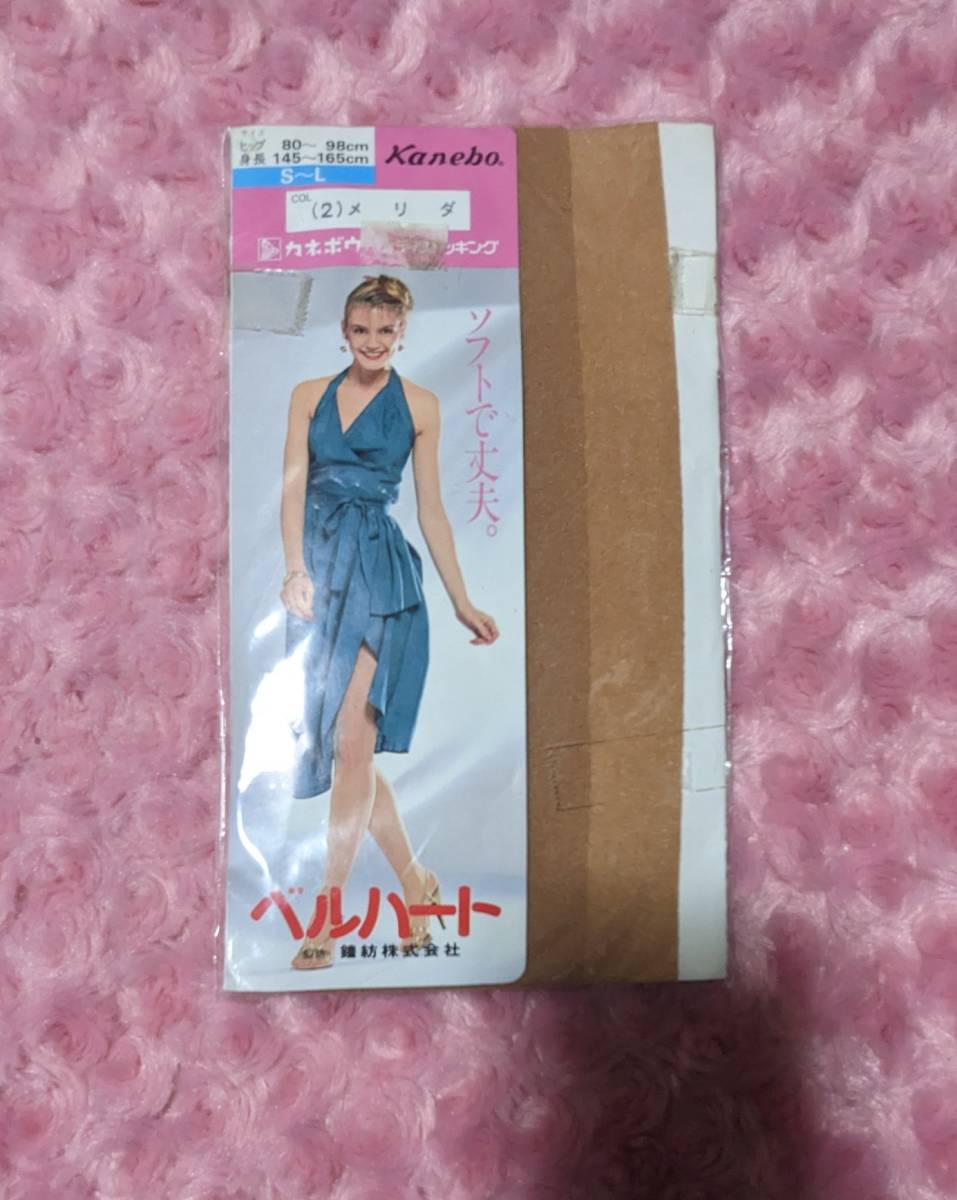 サイズ
ヒップ 80～98cm
身長 145～165cm
S～L
Kanebo®
COL
(2)メリダ
カネボウ
ッキング
ソフトで丈夫。
ベルハート
鐘紡株式会社